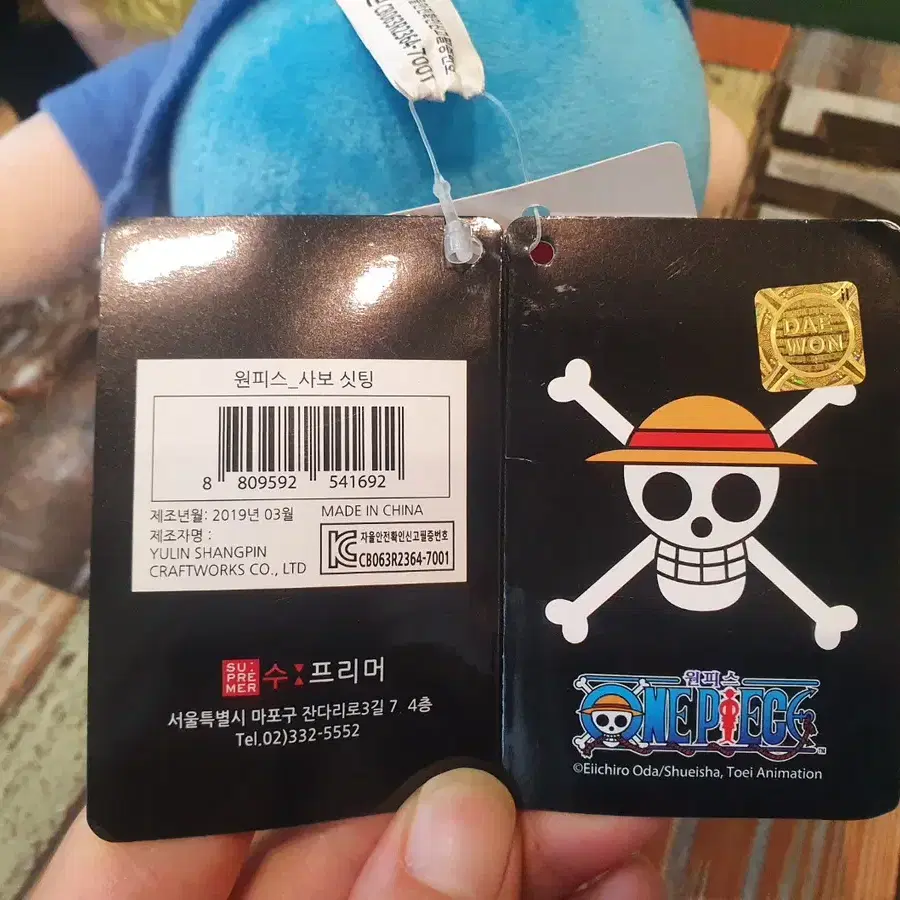 CB063R2364-7001
원피스_사보 싯팅
8 809592 541692
제조년월: 2019년 03월 MADE IN CHINA
제조자명 :
YULIN SHANGPIN
CRAFTWORKS CO., LTD
자율안전확인신고필증번호
CB063R2364-7001
SU:
PRE
MER
수:프리머
서울특별시 마포구 잔다리로3길 7, 4층
Tel.02)332-5552
DAE
WON
원피스
ONE PIECE
TM
©Eiichiro Oda/Shueisha, Toei Animation